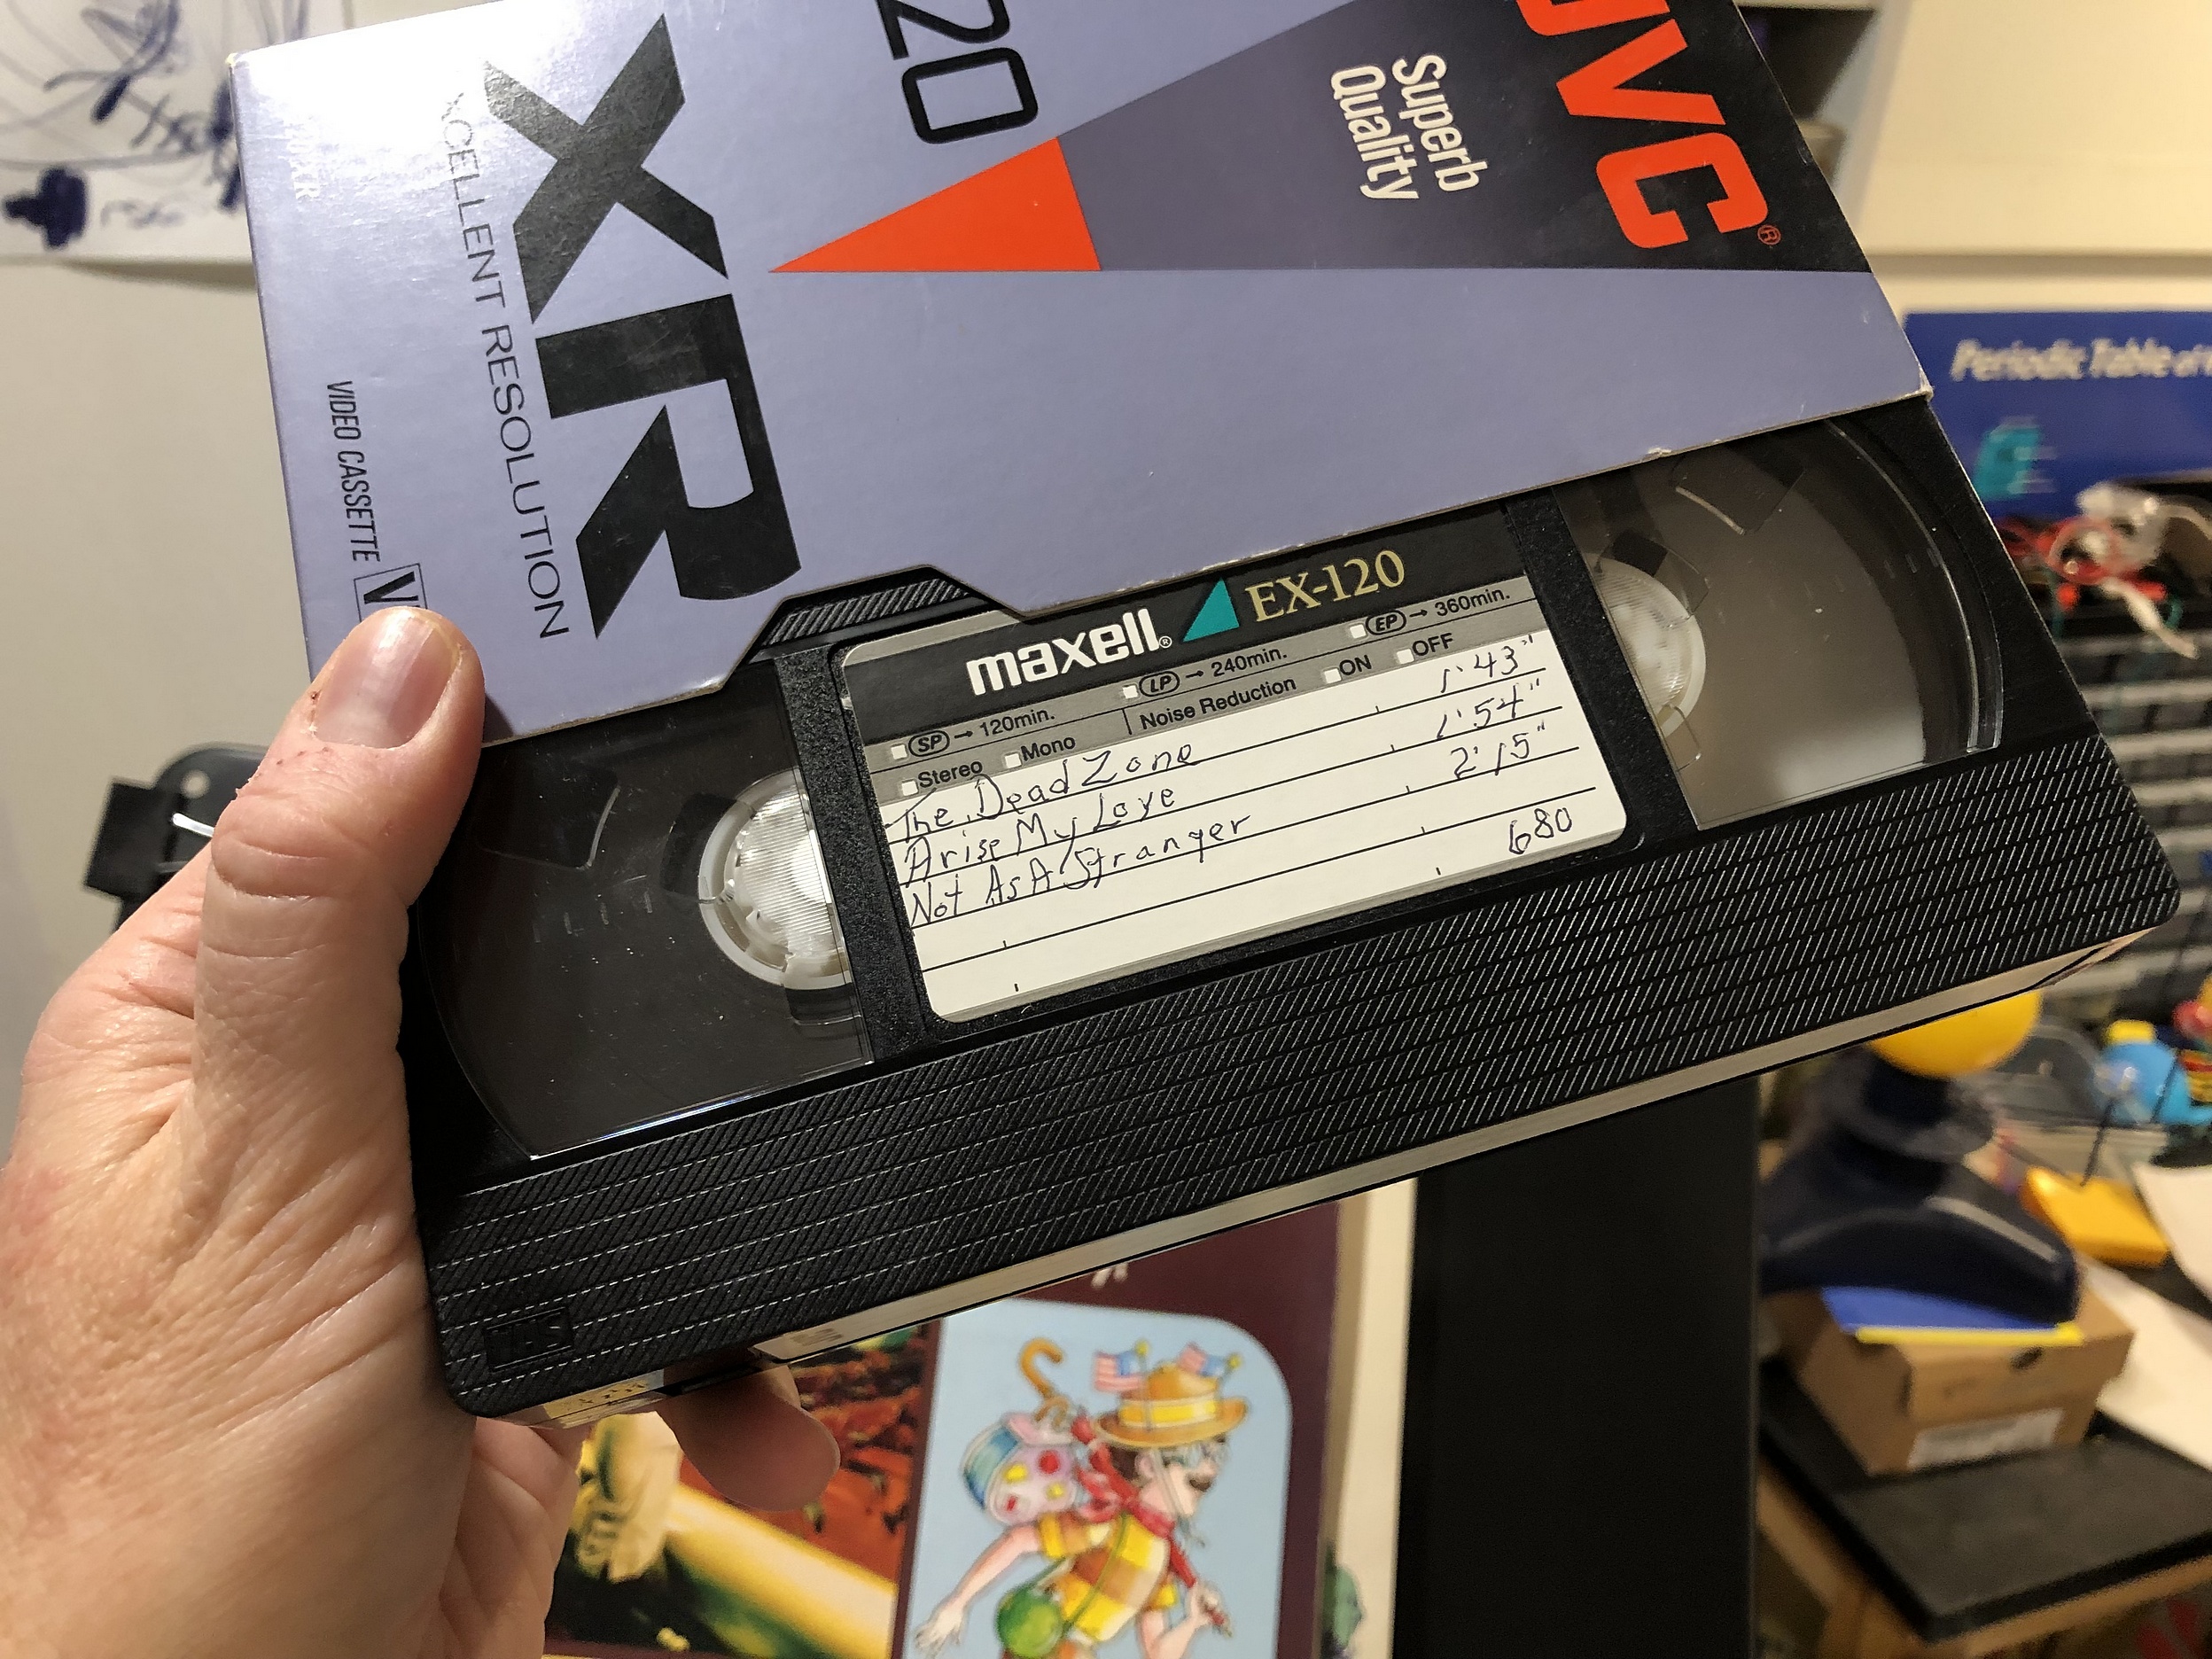 20
JVC®
Superb
Quality
XR
XCELLENT RESOLUTION
VIDEO CASSETTE
Periodic Table of
maxell® EX-120
SP → 120min. LP → 240min. EP → 360min.
Stereo Mono Noise Reduction ON OFF
The Dead Zone 1'43"
Arise My Love 1'54"
Not As A Stranger 2'15"
680